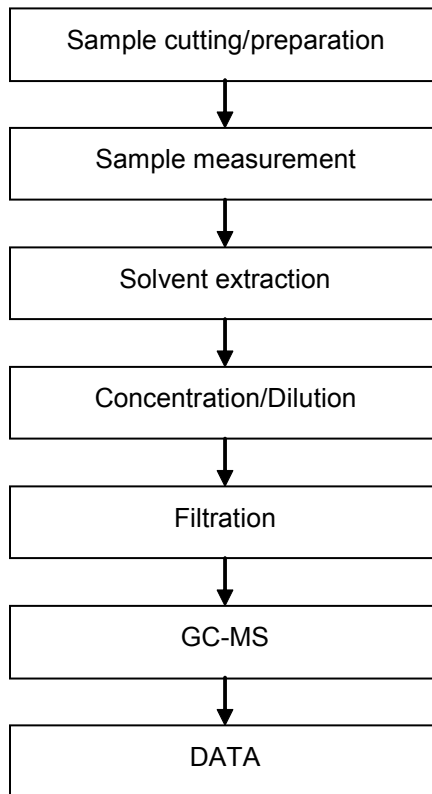 Sample cutting/preparation
Sample measurement
Solvent extraction
Concentration/Dilution
Filtration
GC-MS
DATA